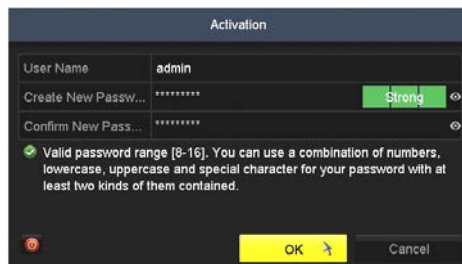 Activation
User Name admin
Create New Passw... ********* Strong
Confirm New Pass... *********
Valid password range [8-16]. You can use a combination of numbers,
lowercase, uppercase and special character for your password with at
least two kinds of them contained.
OK Cancel